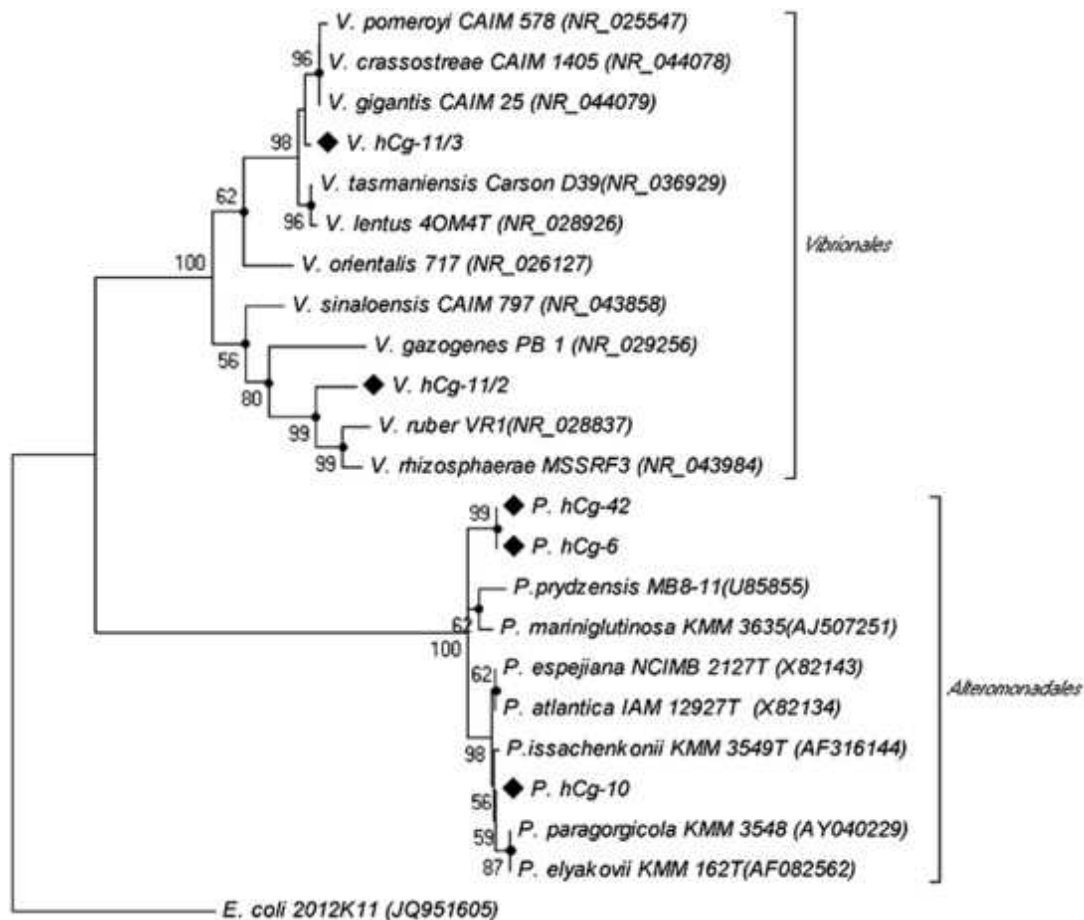 V. pomeroyi CAIM 578 (NR_025547)
96
V. crassostreae CAIM 1405 (NR_044078)
V. gigantis CAIM 25 (NR_044079)
98
V. hCg-11/3
V. tasmaniensis Carson D39(NR_036929)
62
96
V. lentus 4OM4T (NR_028926)
Vibrionales
100
V. orientalis 717 (NR_026127)
V. sinaloensis CAIM 797 (NR_043858)
56
V. gazogenes PB 1 (NR_029256)
80
V. hCg-11/2
99
V. ruber VR1(NR_028837)
99
V. rhizosphaerae MSSRF3 (NR_043984)
99
P. hCg-42
P. hCg-6
P.prydzensis MB8-11(U85855)
62
P. mariniglutinosa KMM 3635(AJ507251)
100
62
P. espejiana NCIMB 2127T (X82143)
Alteromonadales
P. atlantica IAM 12927T (X82134)
98
P.issachenkonii KMM 3549T (AF316144)
P. hCg-10
56
59
P. paragorgicola KMM 3548 (AY040229)
87
P. elyakovii KMM 162T(AF082562)
E. coli 2012K11 (JQ951605)